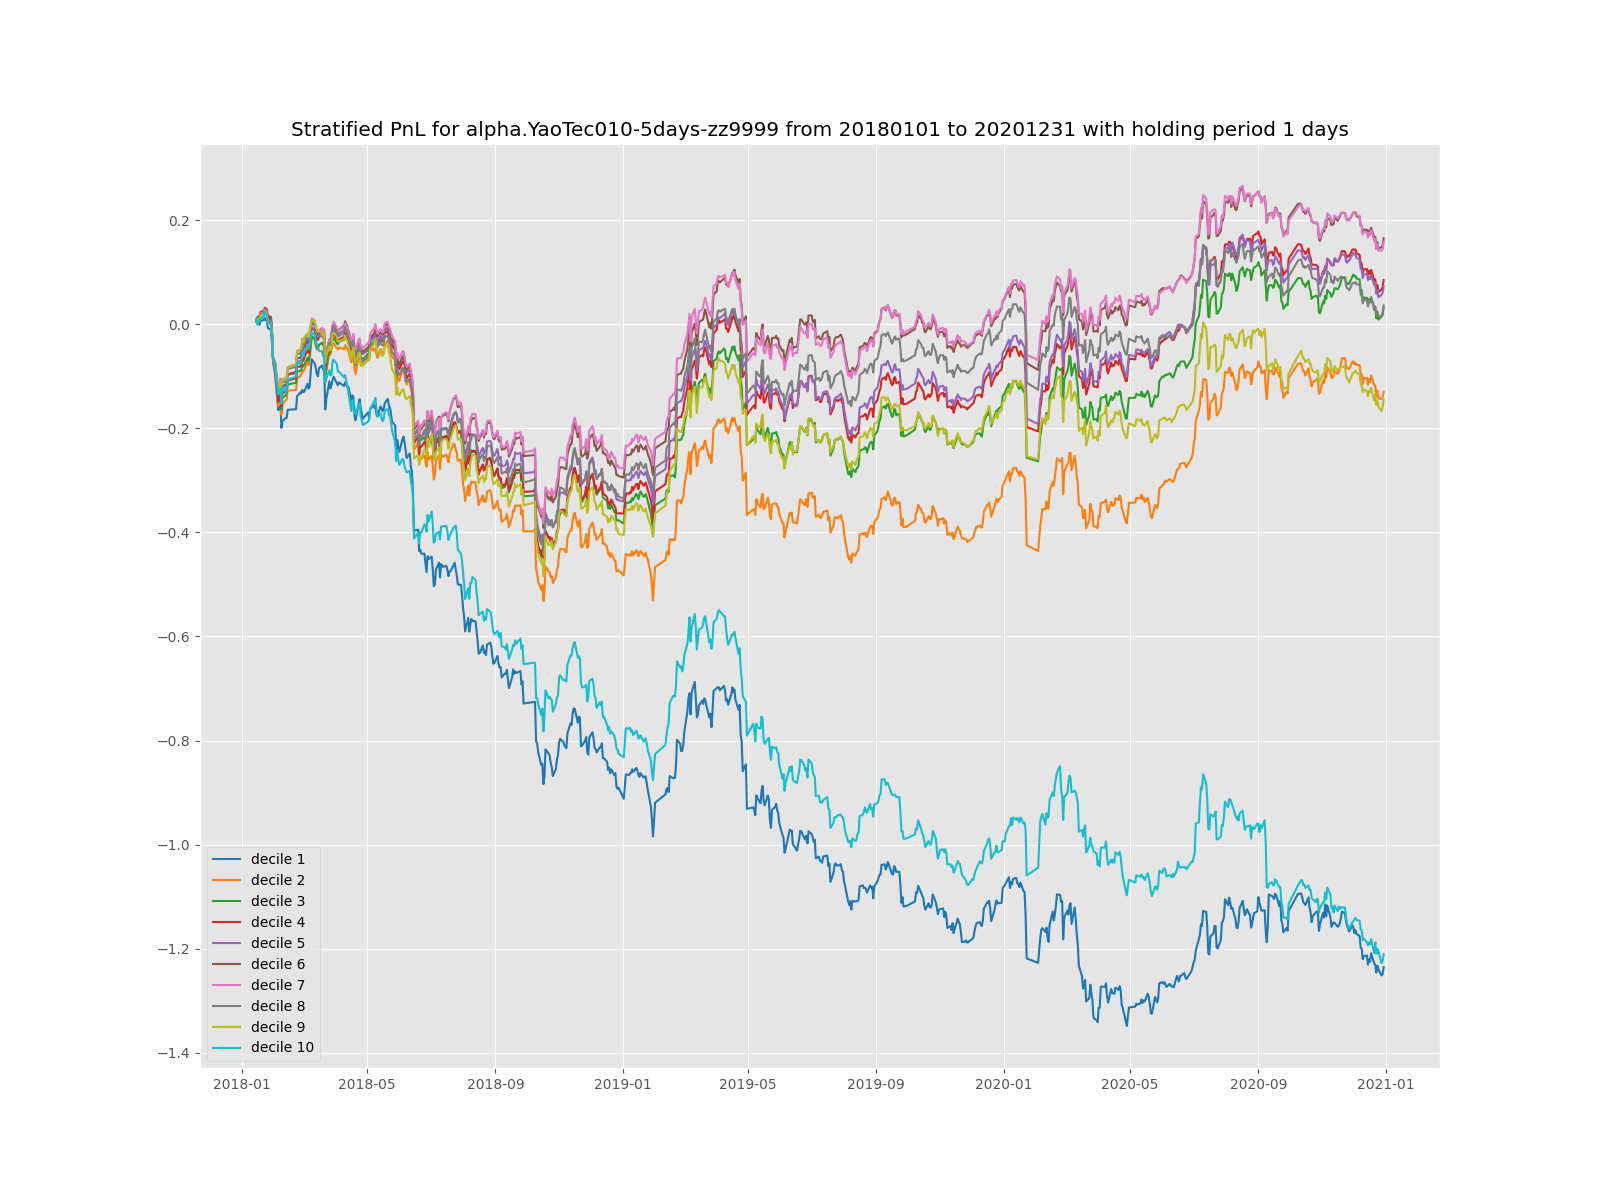 Stratified PnL for alpha.YaoTec010-5days-zz9999 from 20180101 to 20201231 with holding period 1 days
0.2
0.0
−0.2
−0.4
−0.6
−0.8
−1.0
−1.2
−1.4
decile 1
decile 2
decile 3
decile 4
decile 5
decile 6
decile 7
decile 8
decile 9
decile 10
2018-01 2018-05 2018-09 2019-01 2019-05 2019-09 2020-01 2020-05 2020-09 2021-01